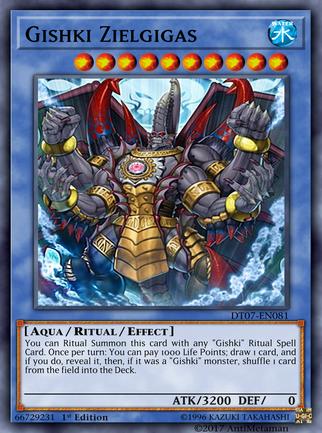 Gishki Zielgigas
WATER
水
DT07-EN081
[ Aqua / Ritual / Effect ]
You can Ritual Summon this card with any "Gishki" Ritual Spell
Card. Once per turn: You can pay 1000 Life Points; draw 1 card, and
if you do, reveal it, then, if it was a "Gishki" monster, shuffle 1 card
from the field into the Deck.
ATK/3200 DEF/ 0
66729231 1st Edition ©1996 KAZUKI TAKAHASHI
©2017 AntiMetaman